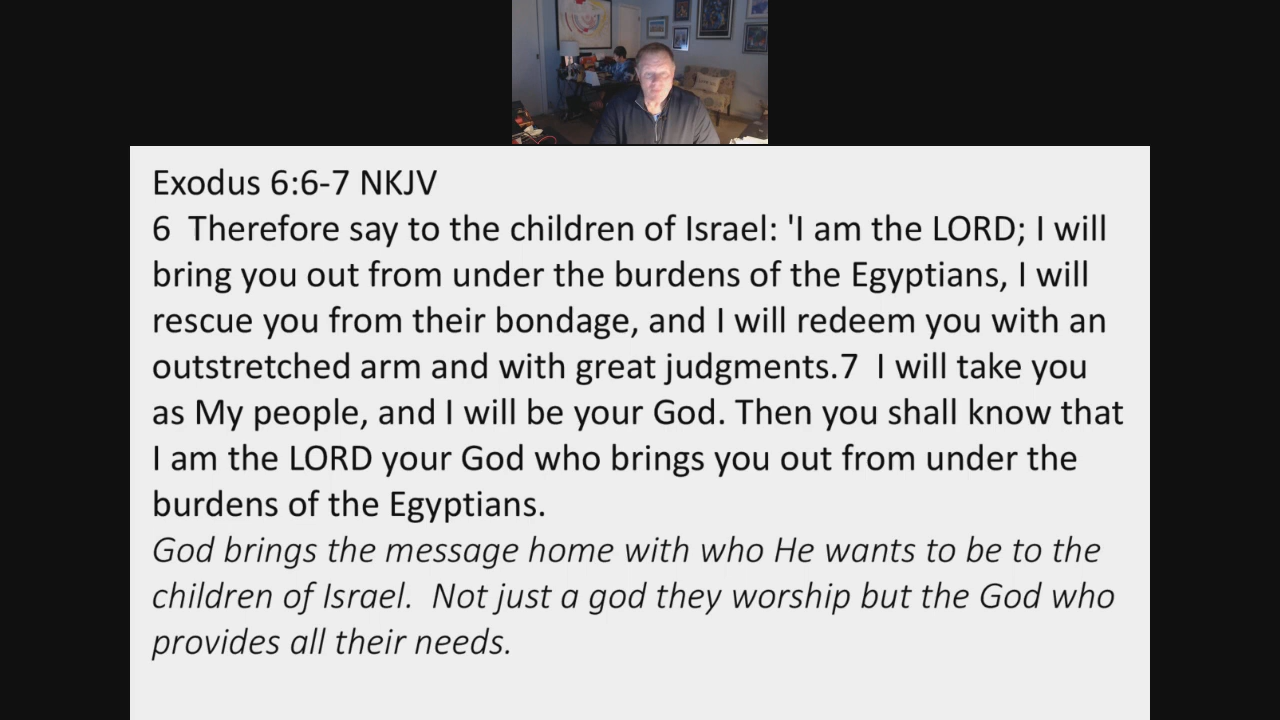 Exodus 6:6-7 NKJV
6  Therefore say to the children of Israel: 'I am the LORD; I will
bring you out from under the burdens of the Egyptians, I will
rescue you from their bondage, and I will redeem you with an
outstretched arm and with great judgments.7  I will take you
as My people, and I will be your God. Then you shall know that
I am the LORD your God who brings you out from under the
burdens of the Egyptians.
God brings the message home with who He wants to be to the
children of Israel.  Not just a god they worship but the God who
provides all their needs.